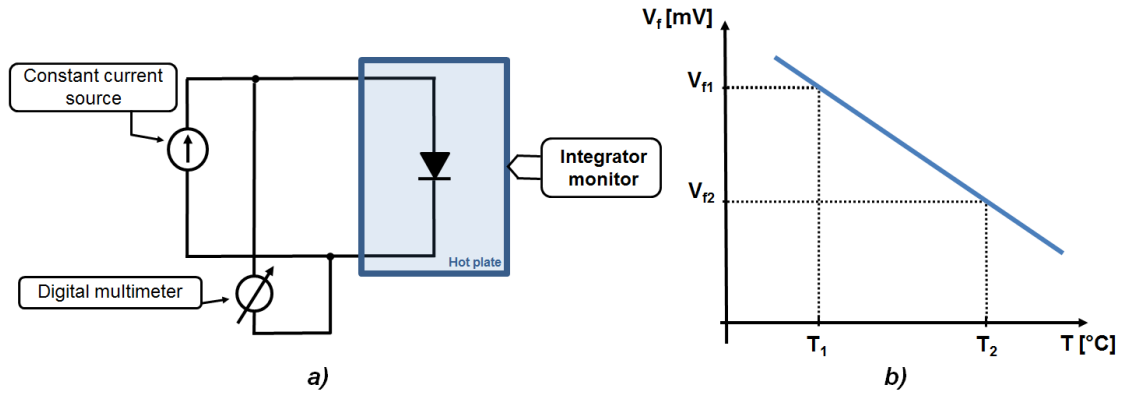 Constant current
source
Integrator
monitor
Hot plate
Digital multimeter
a)
Vf [mV]
Vf1
Vf2
T1
T2
T [°C]
b)